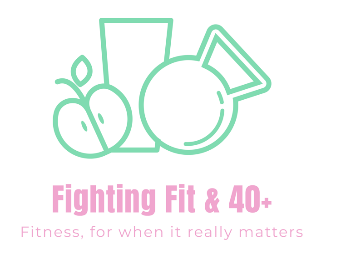 Fighting Fit & 40+
Fitness, for when it really matters